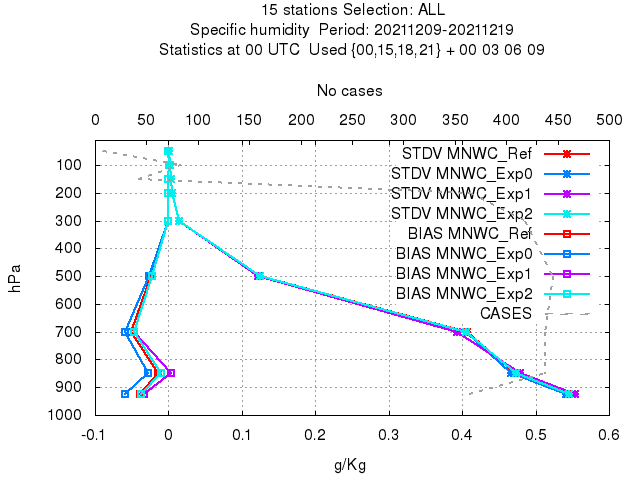 15 stations Selection: ALL
Specific humidity  Period: 20211209-20211219
Statistics at 00 UTC  Used {00,15,18,21} + 00 03 06 09
No cases
0 50 100 150 200 250 300 350 400 450 500
STDV MNWC_Ref
STDV MNWC_Exp0
STDV MNWC_Exp1
STDV MNWC_Exp2
BIAS MNWC_Ref
BIAS MNWC_Exp0
BIAS MNWC_Exp1
BIAS MNWC_Exp2
CASES
hPa
100
200
300
400
500
600
700
800
900
1000
-0.1 0 0.1 0.2 0.3 0.4 0.5 0.6
g/Kg